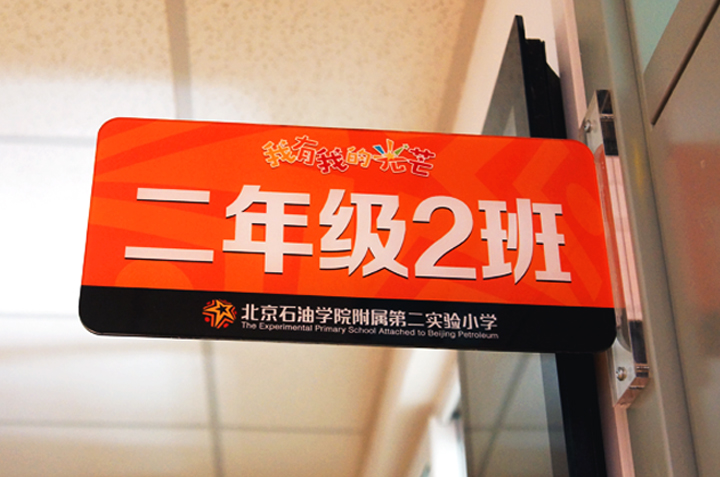 我有我的光芒
二年级2班
北京石油学院附属第二实验小学
The Experimental Primary School Attached to Beijing Petroleum